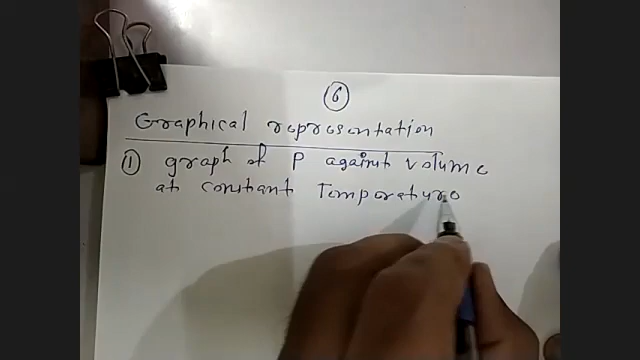 6
Graphical representation
1 graph of P against volume
at constant Temperature